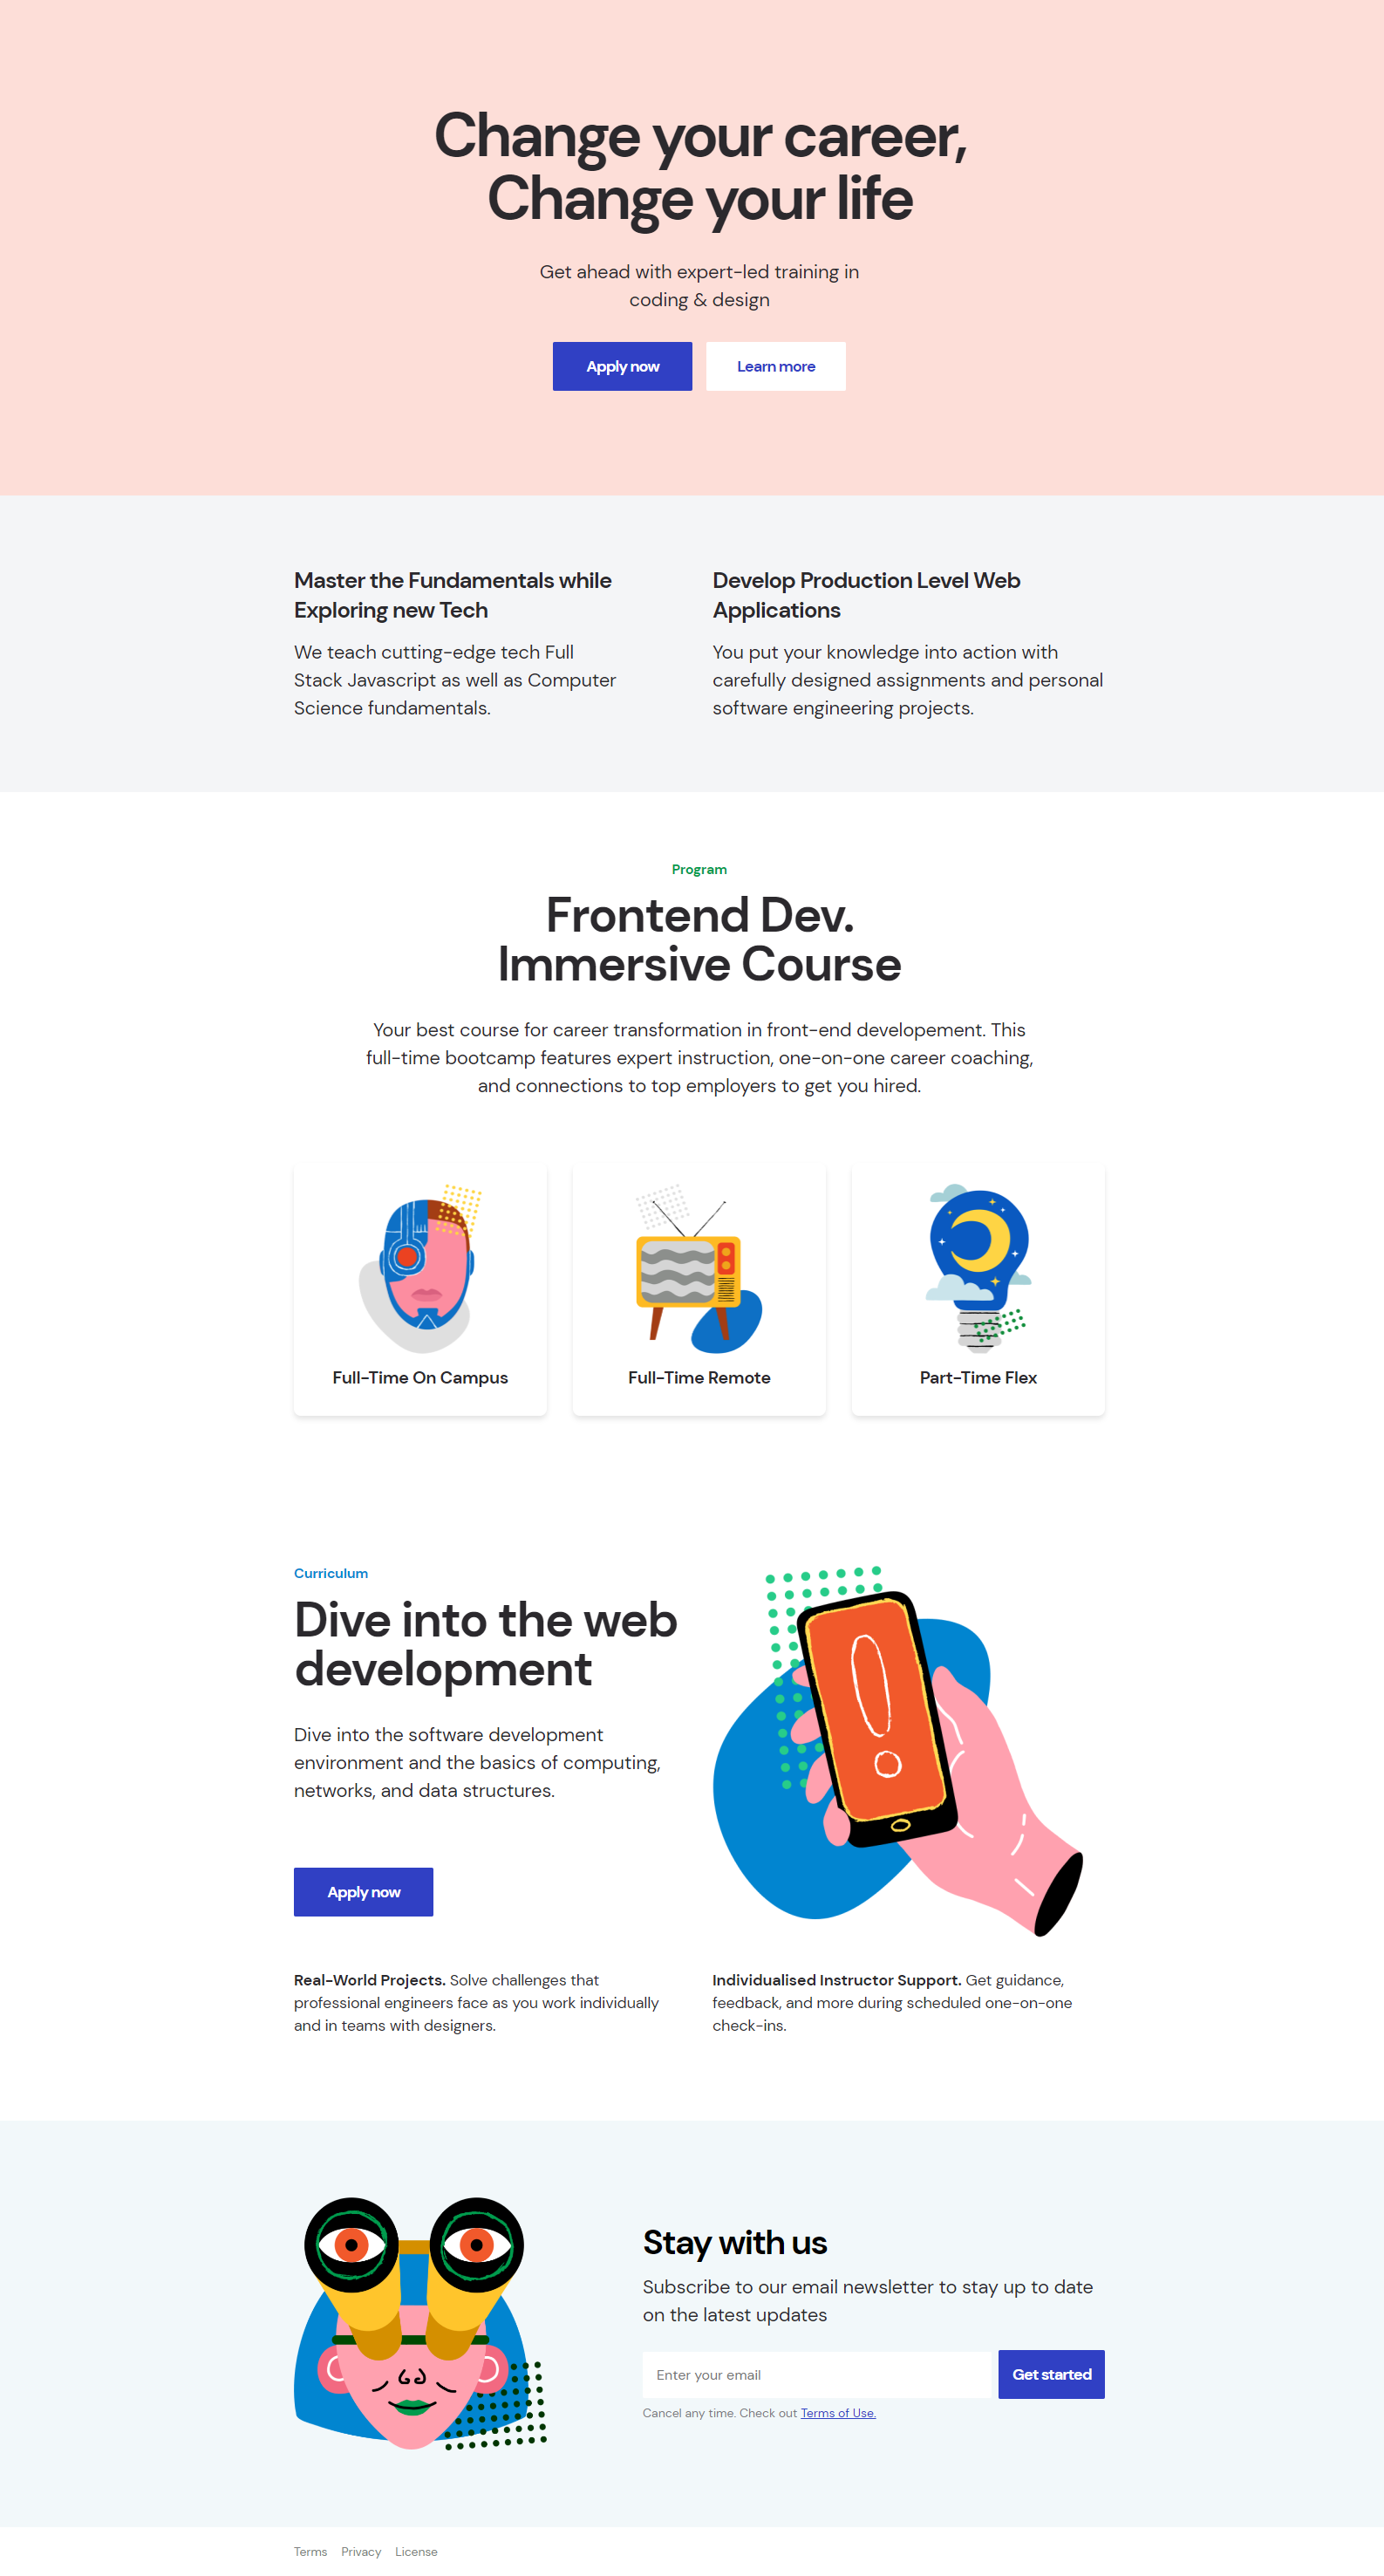 Change your career,
Change your life
Get ahead with expert-led training in
coding & design
Apply now
Learn more
Master the Fundamentals while
Exploring new Tech
We teach cutting-edge tech Full
Stack Javascript as well as Computer
Science fundamentals.
Develop Production Level Web
Applications
You put your knowledge into action with
carefully designed assignments and personal
software engineering projects.
Program
Frontend Dev.
Immersive Course
Your best course for career transformation in front-end developement. This
full-time bootcamp features expert instruction, one-on-one career coaching,
and connections to top employers to get you hired.
Full-Time On Campus
Full-Time Remote
Part-Time Flex
Curriculum
Dive into the web
development
Dive into the software development
environment and the basics of computing,
networks, and data structures.
Apply now
Real-World Projects. Solve challenges that
professional engineers face as you work individually
and in teams with designers.
Individualised Instructor Support. Get guidance,
feedback, and more during scheduled one-on-one
check-ins.
Stay with us
Subscribe to our email newsletter to stay up to date
on the latest updates
Enter your email
Get started
Cancel any time. Check out Terms of Use.
Terms Privacy License